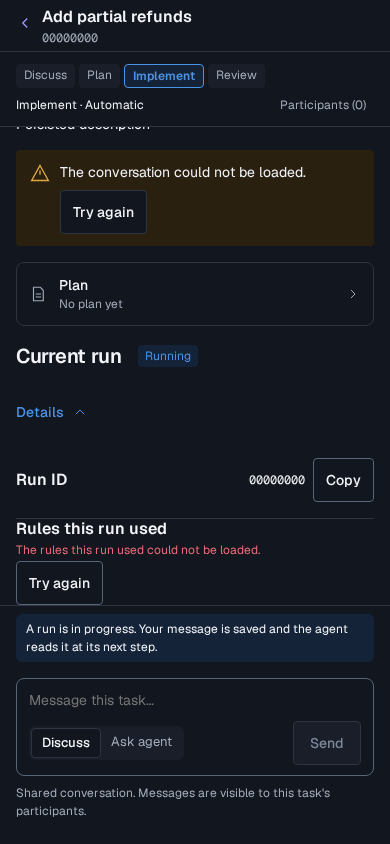 Add partial refunds
00000000
Discuss
Plan
Implement
Review
Implement · Automatic
Participants (0)
Persisted description
The conversation could not be loaded.
Try again
Plan
No plan yet
Current run
Running
Details
Run ID
00000000
Copy
Rules this run used
The rules this run used could not be loaded.
Try again
A run is in progress. Your message is saved and the agent
reads it at its next step.
Message this task...
Discuss
Ask agent
Send
Shared conversation. Messages are visible to this task's
participants.